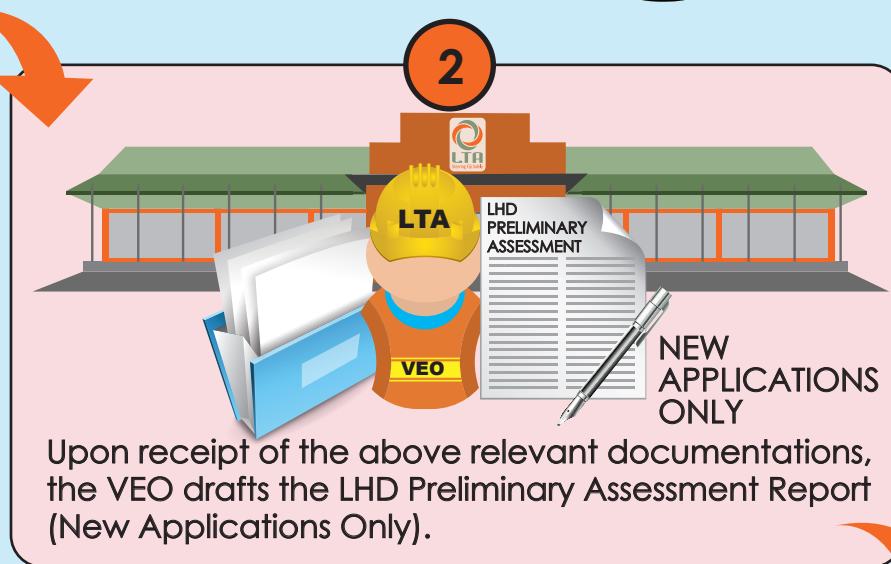 2
LTA
LTA
LHD
PRELIMINARY
ASSESSMENT
VEO
NEW
APPLICATIONS
ONLY
Upon receipt of the above relevant documentations,
the VEO drafts the LHD Preliminary Assessment Report
(New Applications Only).